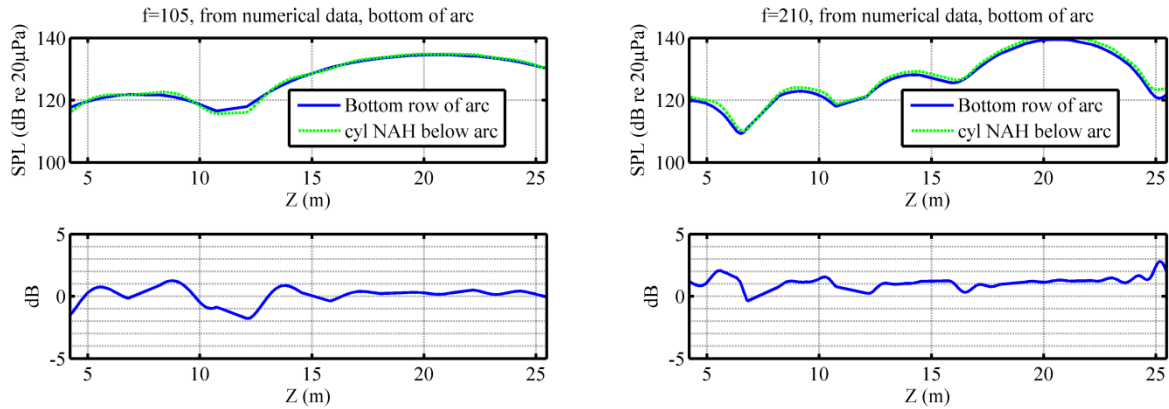 f=105, from numerical data, bottom of arc
SPL (dB re 20µPa)
140
120
100
Bottom row of arc
cyl NAH below arc
5 10 15 20 25
Z (m)
dB
5
0
-5
5 10 15 20 25
Z (m)
f=210, from numerical data, bottom of arc
SPL (dB re 20µPa)
140
120
100
Bottom row of arc
cyl NAH below arc
5 10 15 20 25
Z (m)
dB
5
0
-5
5 10 15 20 25
Z (m)